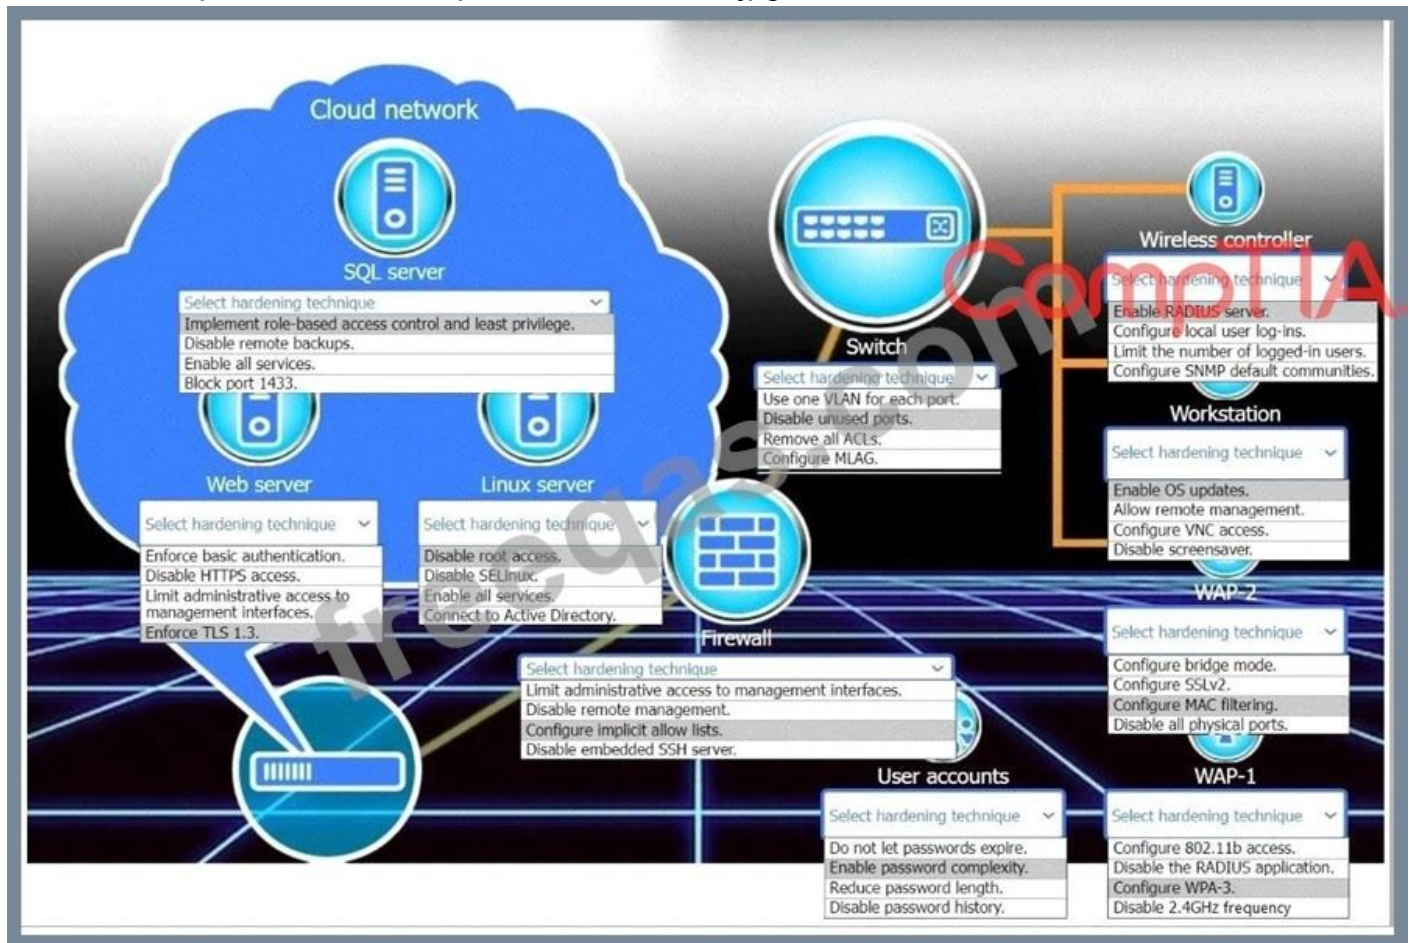 Cloud network
SQL server
Select hardening technique
Implement role-based access control and least privilege.
Disable remote backups.
Enable all services.
Block port 1433.
Web server
Select hardening technique
Enforce basic authentication.
Disable HTTPS access.
Limit administrative access to
management interfaces.
Enforce TLS 1.3.
Linux server
Select hardening technique
Disable root access.
Disable SELinux.
Enable all services.
Connect to Active Directory.
Switch
Select hardening technique
Use one VLAN for each port.
Disable unused ports.
Remove all ACLs.
Configure MLAG.
Firewall
Select hardening technique
Limit administrative access to management interfaces.
Disable remote management.
Configure implicit allow lists.
Disable embedded SSH server.
User accounts
Select hardening technique
Do not let passwords expire.
Enable password complexity.
Reduce password length.
Disable password history.
Wireless controller
Select hardening technique
Enable RADIUS server.
Configure local user log-ins.
Limit the number of logged-in users.
Configure SNMP default communities.
Workstation
Select hardening technique
Enable OS updates.
Allow remote management.
Configure VNC access.
Disable screensaver.
WAP-2
Select hardening technique
Configure bridge mode.
Configure SSLv2.
Configure MAC filtering.
Disable all physical ports.
WAP-1
Select hardening technique
Configure 802.11b access.
Disable the RADIUS application.
Configure WPA-3.
Disable 2.4GHz frequency
CompTIA.
freeqas.com